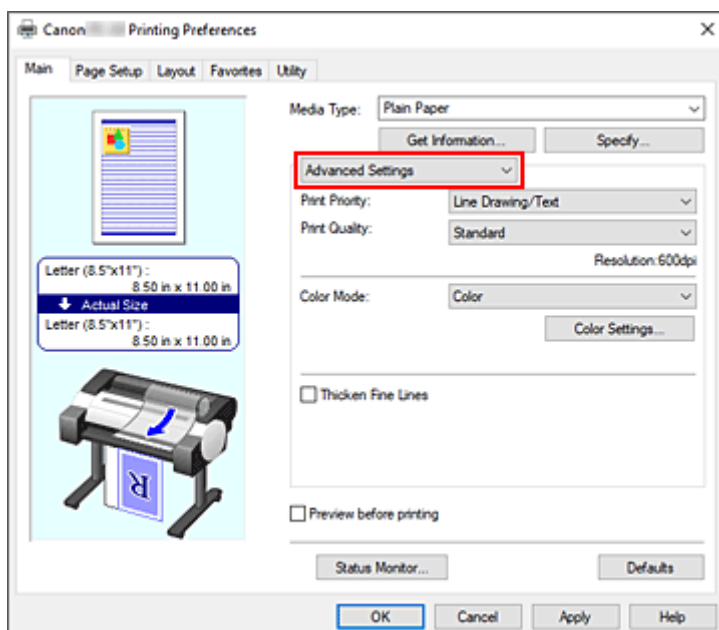 Canon Printing Preferences
Main Page Setup Layout Favorites Utility
Media Type: Plain Paper
Get Information... Specify...
Advanced Settings
Print Priority: Line Drawing/Text
Print Quality: Standard
Resolution:600dpi
Letter (8.5"x11") :
8.50 in x 11.00 in
Actual Size
Letter (8.5"x11") :
8.50 in x 11.00 in
Color Mode: Color
Color Settings...
Thicken Fine Lines
R
Preview before printing
Status Monitor... Defaults
OK Cancel Apply Help